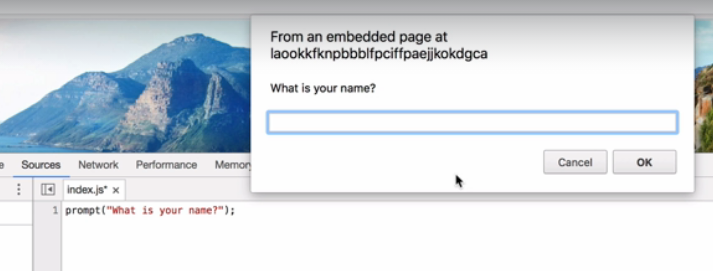 From an embedded page at
laookkfknpbbblfpciffpaejjkokdgca
What is your name?
Cancel
OK
Sources Network Performance
index.js* ×
1 prompt("What is your name?");